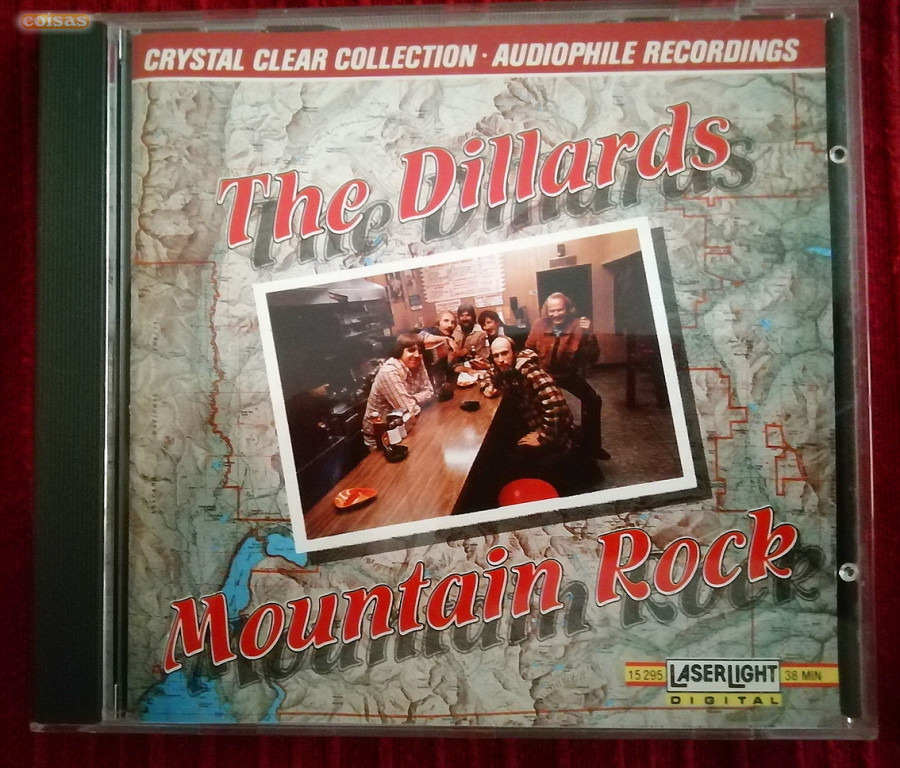 coisas
CRYSTAL CLEAR COLLECTION · AUDIOPHILE RECORDINGS
The Dillards
Mountain Rock
15 295 LASERLIGHT 38 MIN
DIGITAL